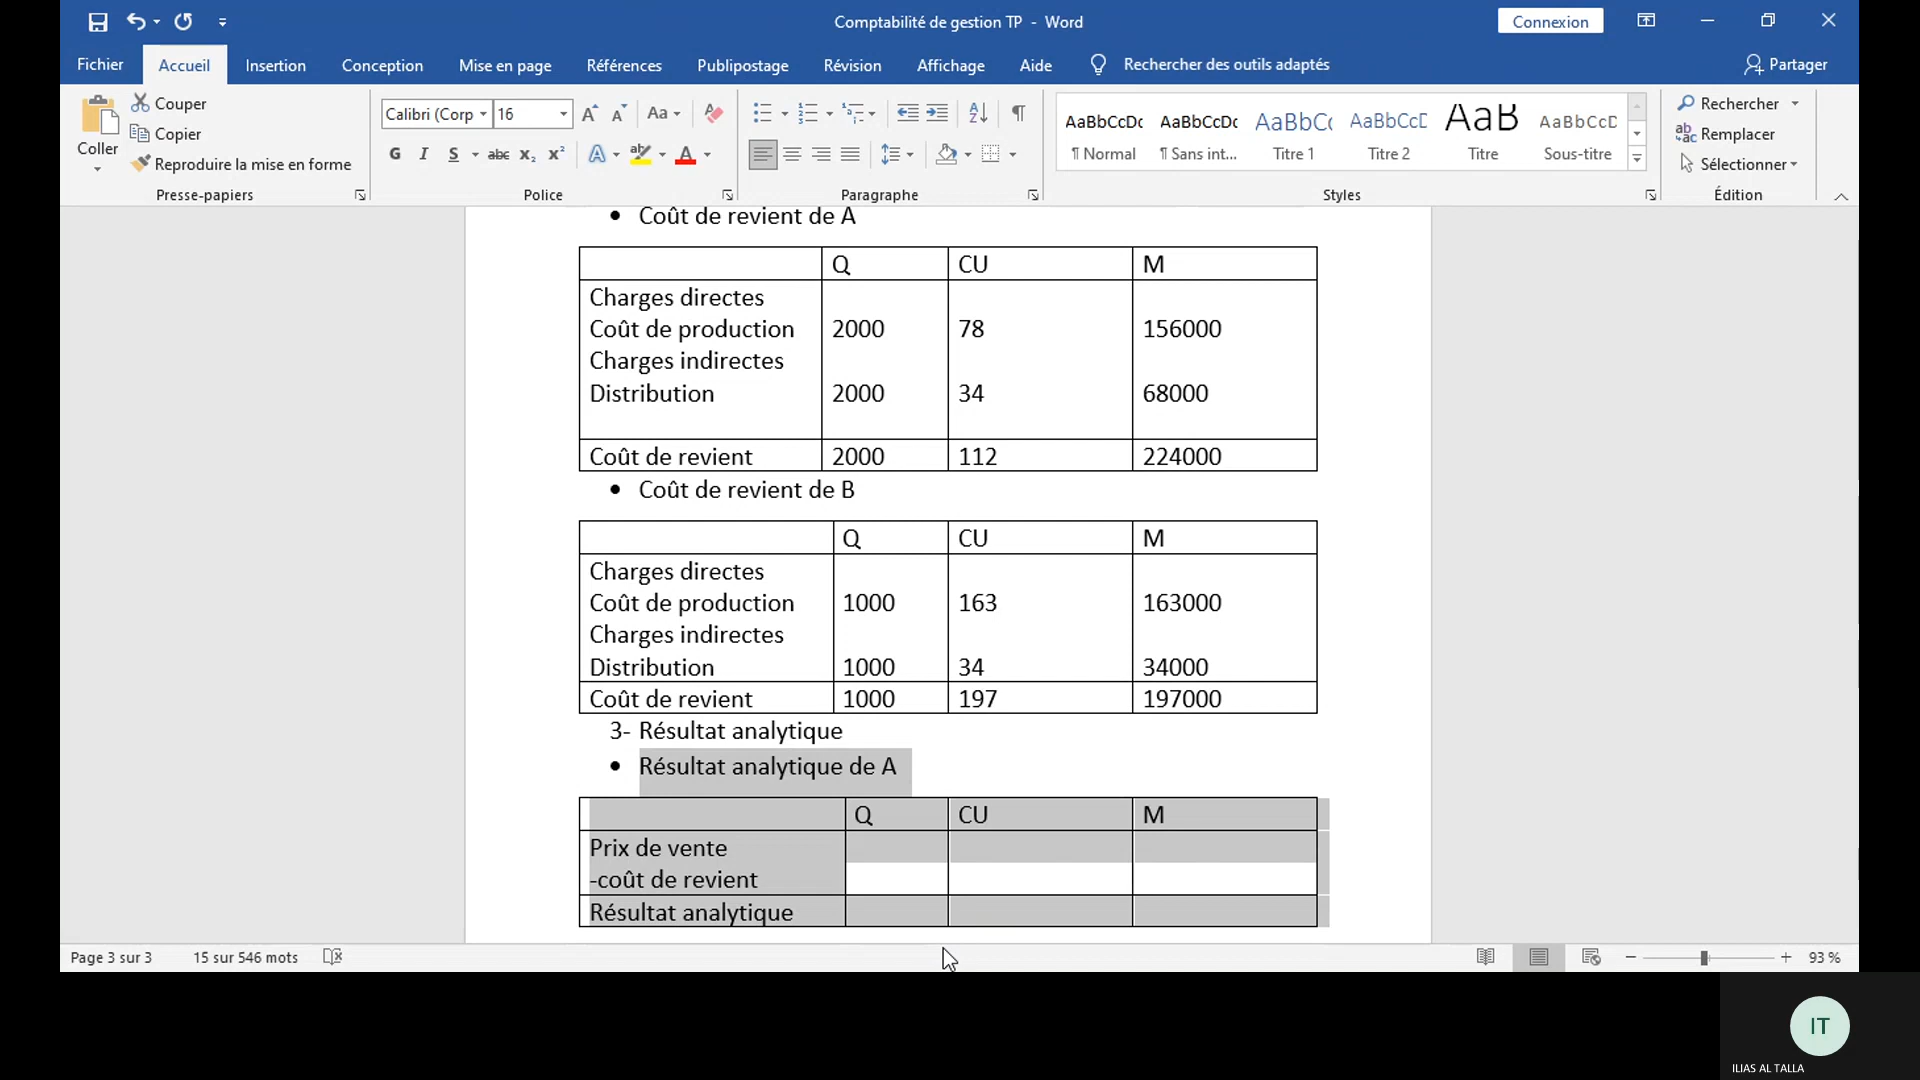 Comptabilité de gestion TP - Word
Connexion
Fichier Accueil Insertion Conception Mise en page Références Publipostage Révision Affichage Aide Rechercher des outils adaptés Partager
Coller
Couper
Copier
Reproduire la mise en forme
Presse-papiers
Calibri (Corp 16
Aa
G I S abc X₂ X²
Police
Paragraphe
AaBbCcDc AaBbCcDc AaBbCc AaBbCcD AaB AaBbCcD
¶ Normal ¶ Sans int... Titre 1 Titre 2 Titre Sous-titre
Styles
Rechercher
Remplacer
Sélectionner
Édition
• Coût de revient de A
Q CU M
Charges directes
Coût de production 2000 78 156000
Charges indirectes
Distribution 2000 34 68000
Coût de revient 2000 112 224000
• Coût de revient de B
Q CU M
Charges directes
Coût de production 1000 163 163000
Charges indirectes
Distribution 1000 34 34000
Coût de revient 1000 197 197000
3- Résultat analytique
• Résultat analytique de A
Q CU M
Prix de vente
-coût de revient
Résultat analytique
Page 3 sur 3 15 sur 546 mots 93 %
IT
ILIAS AL TALLA